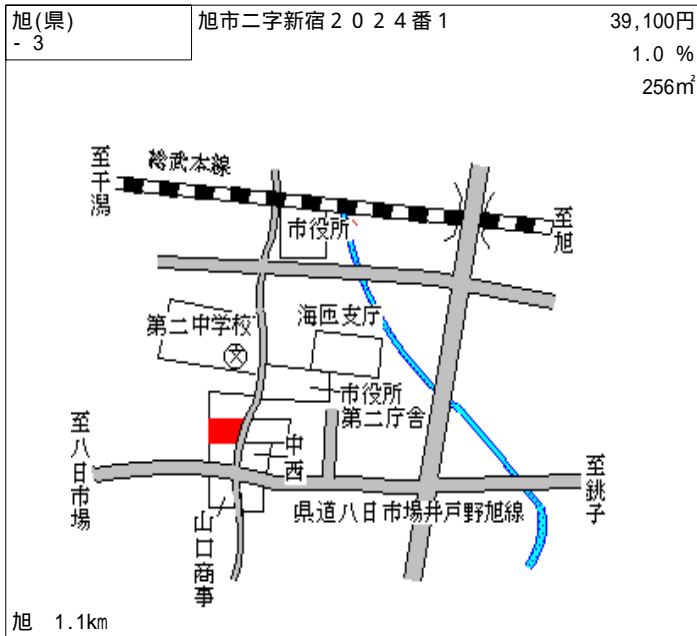 旭(県)
- 3
旭市二字新宿２０２４番１
39,100円
1.0 %
256㎡
至干潟
総武本線
至旭
市役所
第二中学校
海匝支庁
文
市役所
第二庁舎
中西
至八日市場
至銚子
県道八日市場井戸野旭線
山口商事
旭 1.1km